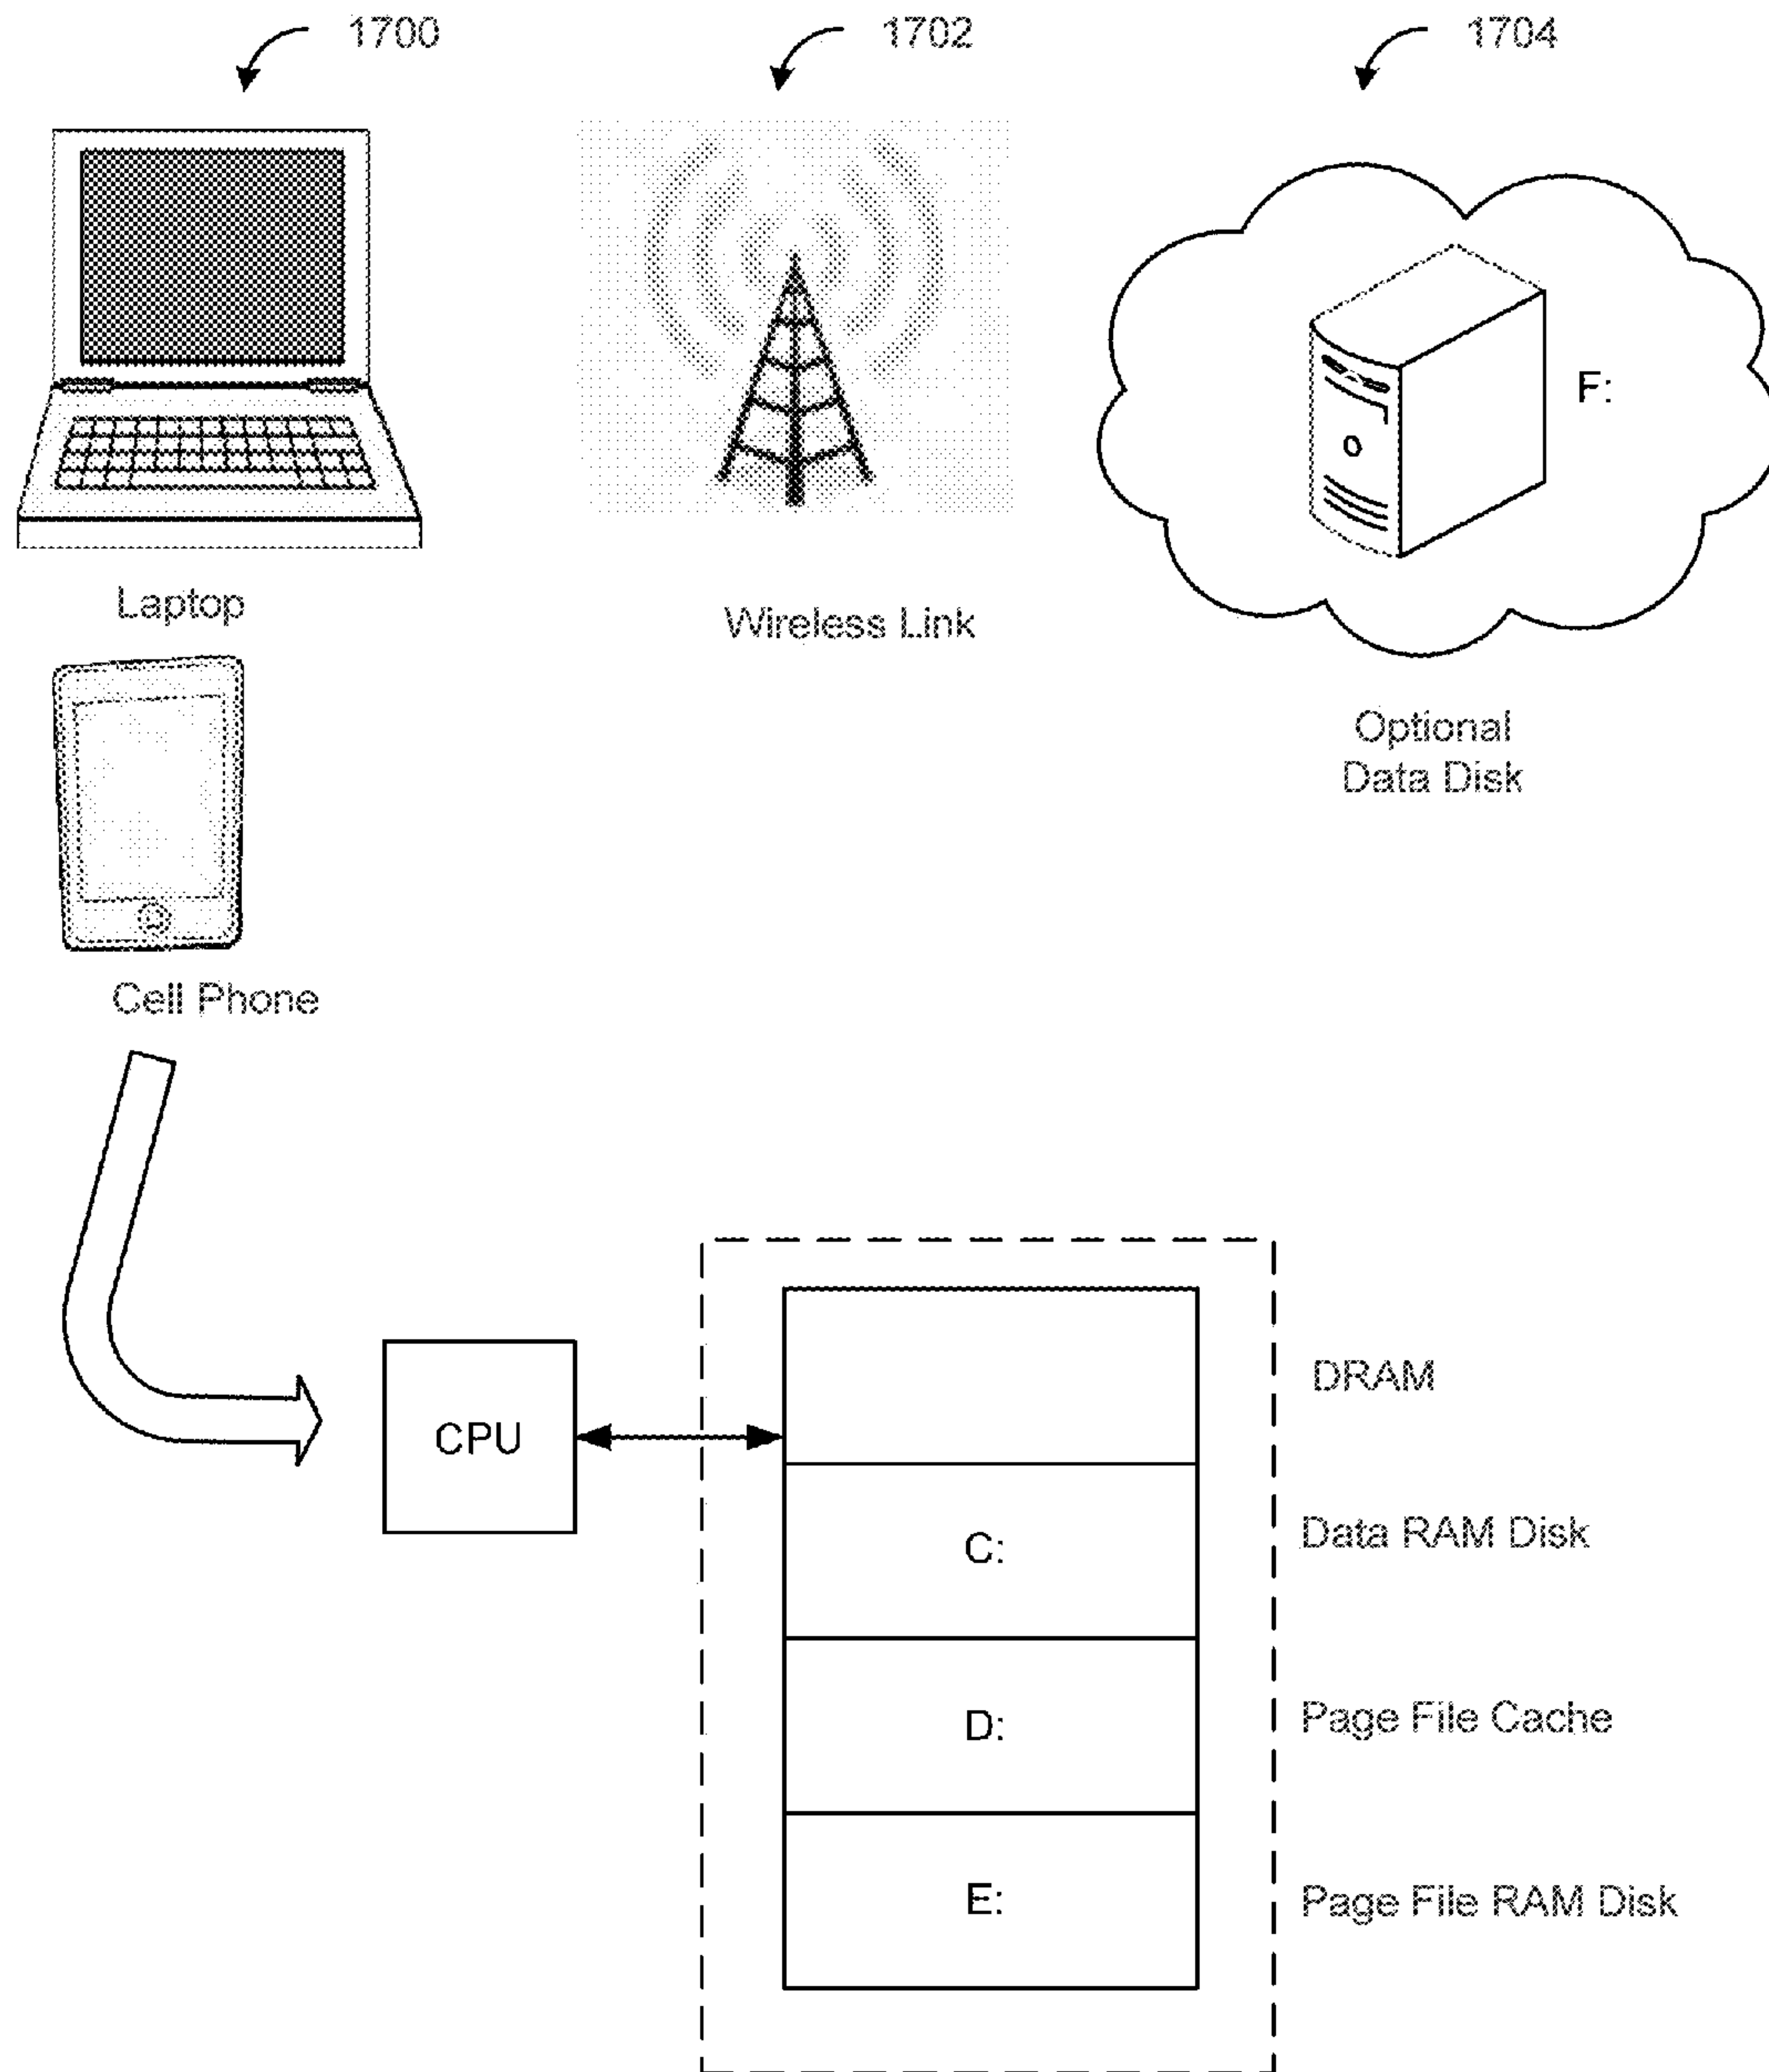 1700
1702
1704
F:
Laptop
Wireless Link
Optional
Data Disk
Cell Phone
CPU
DRAM
C:
Data RAM Disk
D:
Page File Cache
E:
Page File RAM Disk